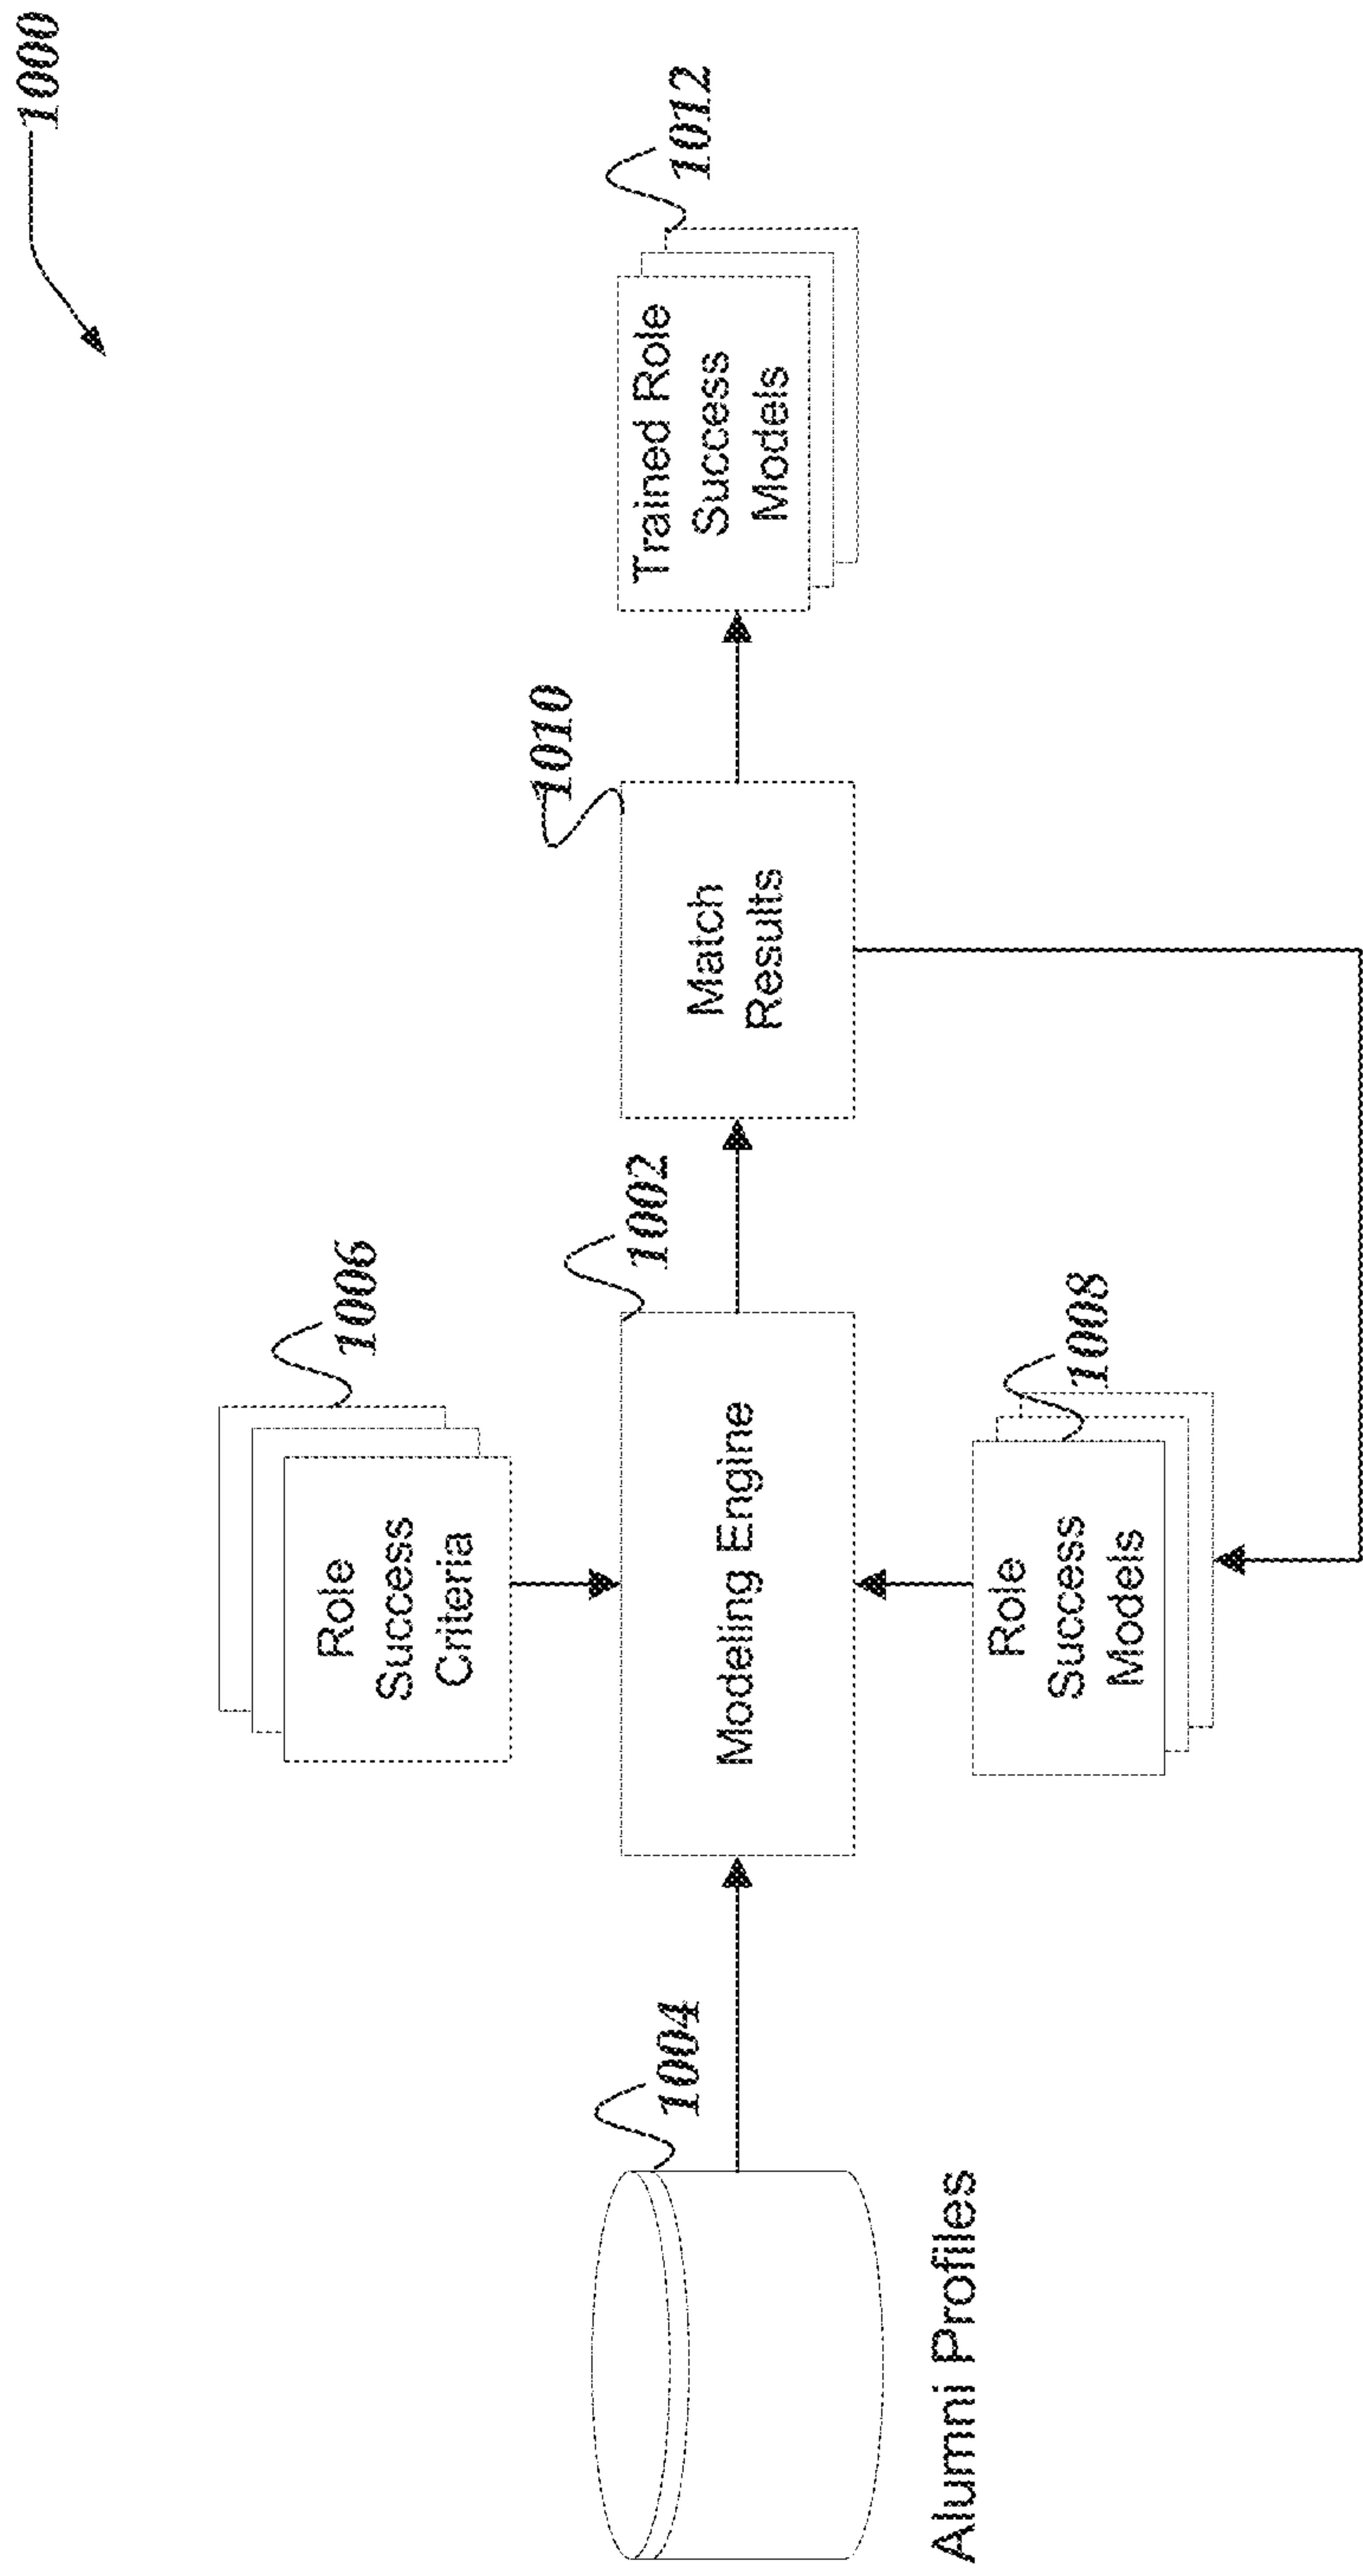 1000
1006
Role
Success
Criteria
1004
Alumni Profiles
1002
Modeling Engine
1008
Role
Success
Models
1010
Match
Results
1012
Trained Role
Success
Models